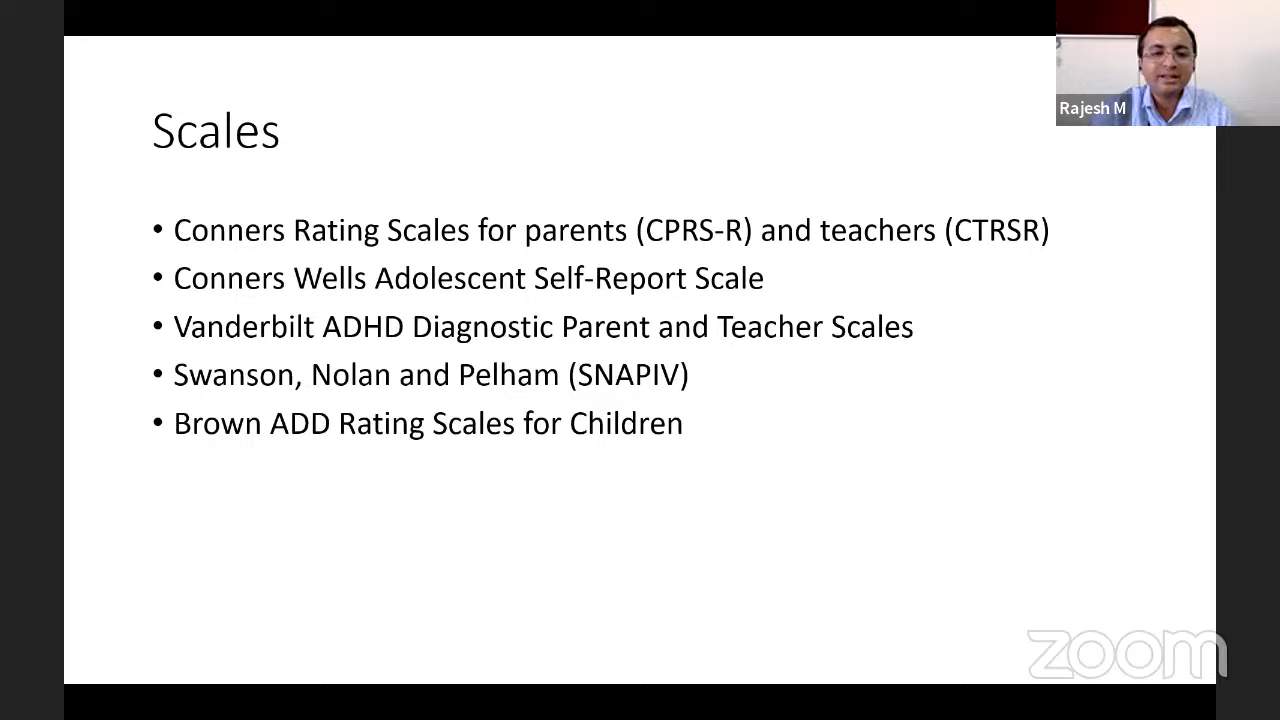 Rajesh M
Scales
• Conners Rating Scales for parents (CPRS-R) and teachers (CTRSR)
• Conners Wells Adolescent Self-Report Scale
• Vanderbilt ADHD Diagnostic Parent and Teacher Scales
• Swanson, Nolan and Pelham (SNAPIV)
• Brown ADD Rating Scales for Children
zoom